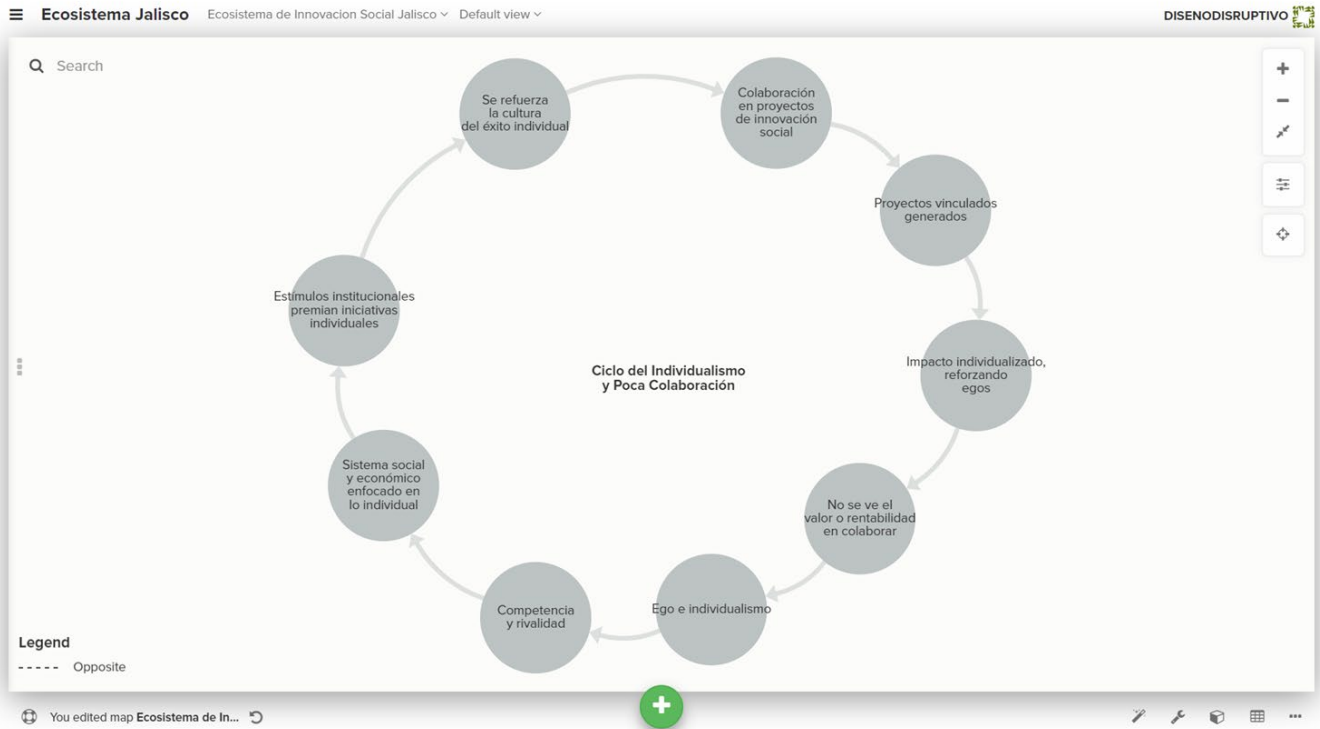 Ecosistema Jalisco
Ecosistema de Innovacion Social Jalisco
Default view
DISENODISRUPTIVO
Search
Se refuerza
la cultura
del éxito individual
Colaboración
en proyectos
de innovación
social
Proyectos vinculados
generados
Impacto individualizado,
reforzando
egos
No se ve el
valor o rentabilidad
en colaborar
Ego e individualismo
Competencia
y rivalidad
Sistema social
y económico
enfocado en
lo individual
Estímulos institucionales
premian iniciativas
individuales
Ciclo del Individualismo
y Poca Colaboración
Legend
Opposite
You edited map Ecosistema de In...